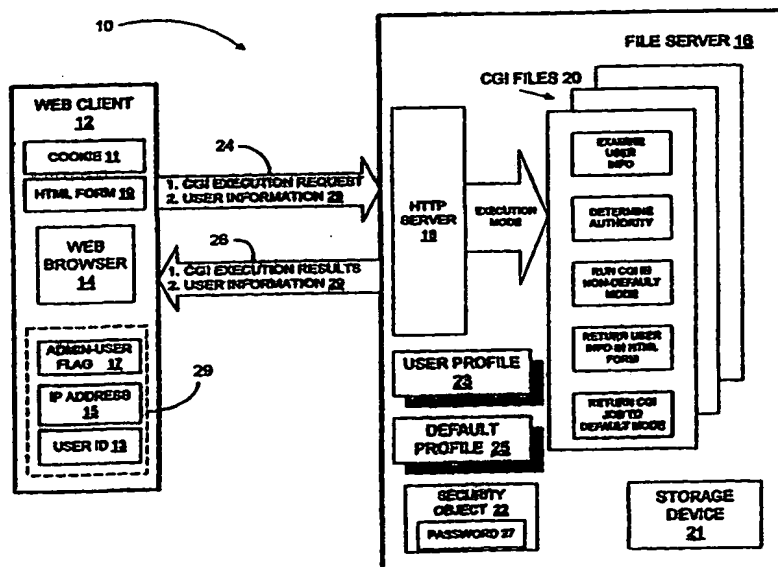 10
FILE SERVER 16
CGI FILES 20
WEB CLIENT
12
COOKIE 11
HTML FORM 19
WEB
BROWSER
14
ADMIN-USER
FLAG 17
IP ADDRESS
15
USER ID 13
29
24
1. CGI EXECUTION REQUEST
2. USER INFORMATION 29
26
1. CGI EXECUTION RESULTS
2. USER INFORMATION 29
HTTP
SERVER
18
EXECUTION
MODE
EXAMINE
USER
INFO
DETERMINE
AUTHORITY
RUN CGI IN
NON-DEFAULT
MODE
RETURN USER
INFO IN HTML
FORM
RETURN CGI
JOB TO
DEFAULT MODE
USER PROFILE
23
DEFAULT
PROFILE 25
SECURITY
OBJECT 22
PASSWORD 27
STORAGE
DEVICE
21